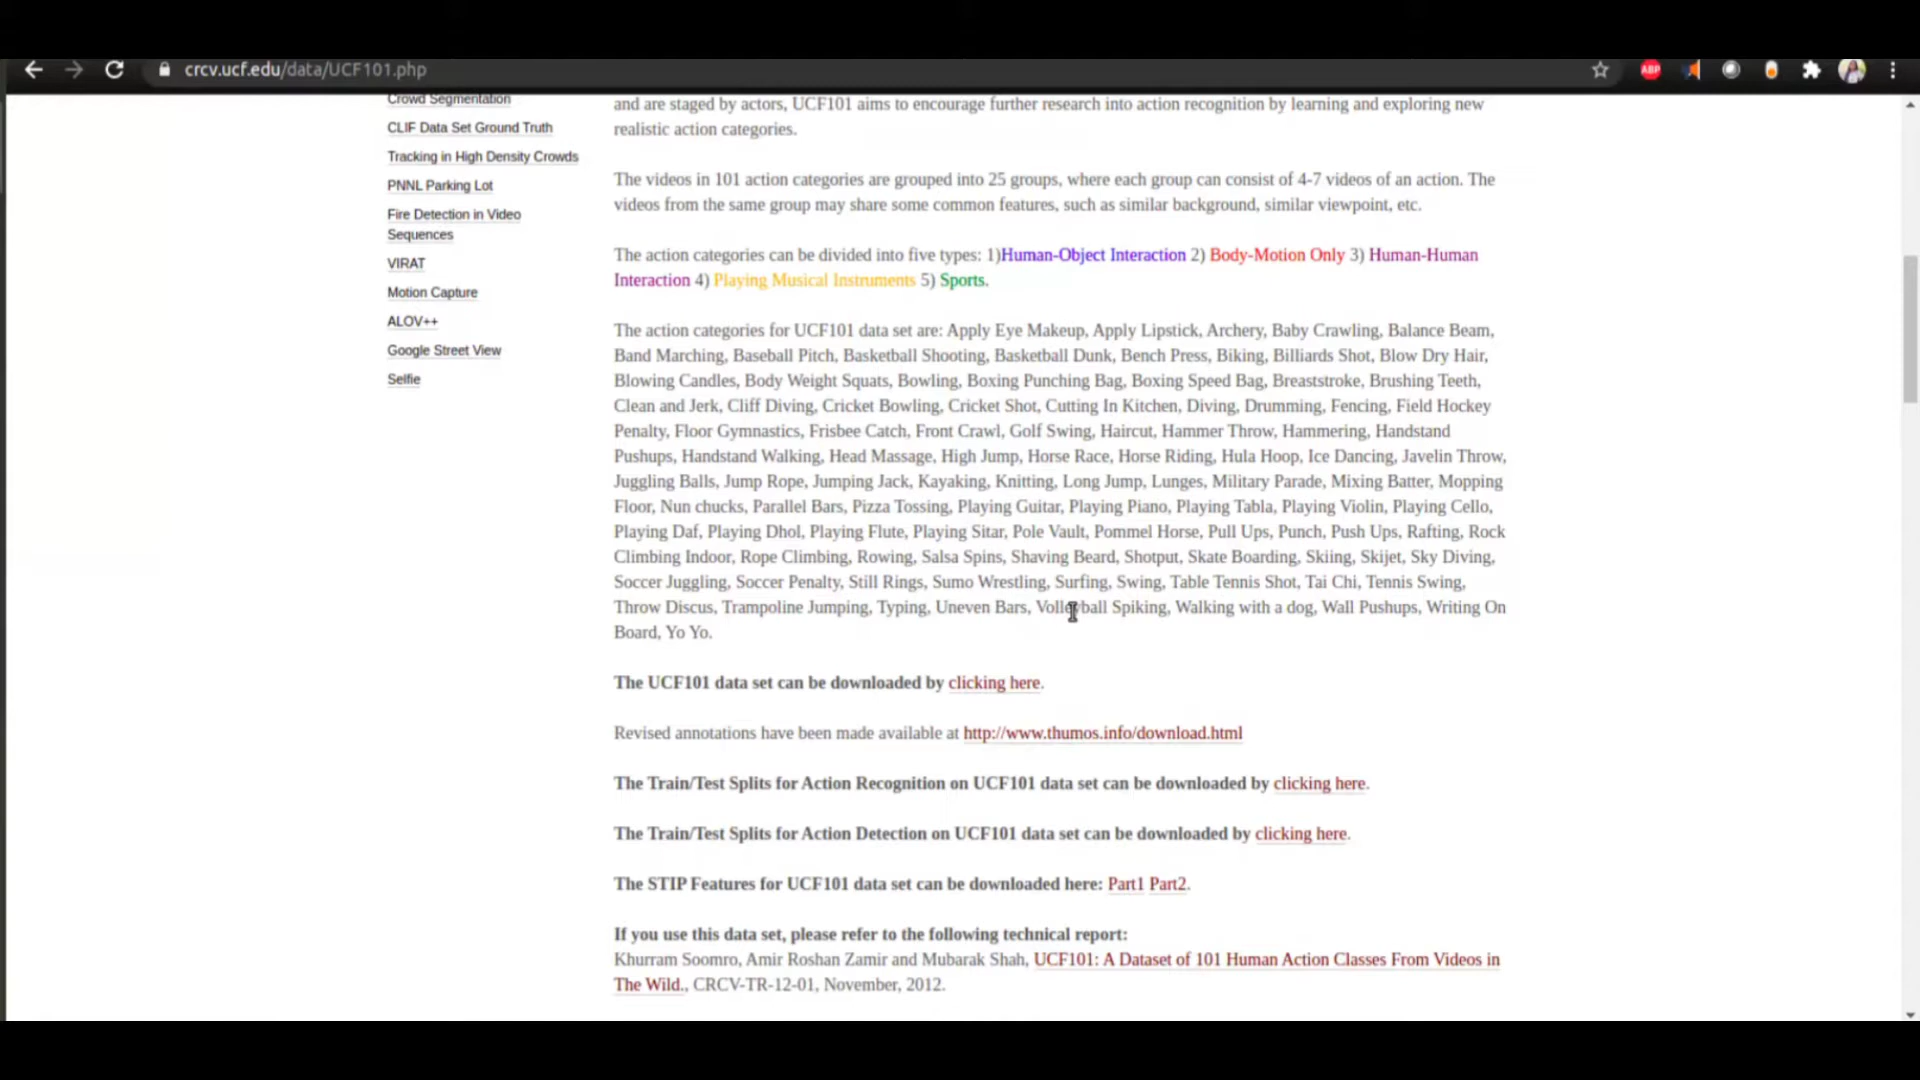 crcv.ucf.edu/data/UCF101.php
ABP
Crowd Segmentation
CLIF Data Set Ground Truth
Tracking in High Density Crowds
PNNL Parking Lot
Fire Detection in Video
Sequences
VIRAT
Motion Capture
ALOV++
Google Street View
Selfie
and are staged by actors, UCF101 aims to encourage further research into action recognition by learning and exploring new
realistic action categories.
The videos in 101 action categories are grouped into 25 groups, where each group can consist of 4-7 videos of an action. The
videos from the same group may share some common features, such as similar background, similar viewpoint, etc.
The action categories can be divided into five types: 1)Human-Object Interaction 2) Body-Motion Only 3) Human-Human
Interaction 4) Playing Musical Instruments 5) Sports.
The action categories for UCF101 data set are: Apply Eye Makeup, Apply Lipstick, Archery, Baby Crawling, Balance Beam,
Band Marching, Baseball Pitch, Basketball Shooting, Basketball Dunk, Bench Press, Biking, Billiards Shot, Blow Dry Hair,
Blowing Candles, Body Weight Squats, Bowling, Boxing Punching Bag, Boxing Speed Bag, Breaststroke, Brushing Teeth,
Clean and Jerk, Cliff Diving, Cricket Bowling, Cricket Shot, Cutting In Kitchen, Diving, Drumming, Fencing, Field Hockey
Penalty, Floor Gymnastics, Frisbee Catch, Front Crawl, Golf Swing, Haircut, Hammer Throw, Hammering, Handstand
Pushups, Handstand Walking, Head Massage, High Jump, Horse Race, Horse Riding, Hula Hoop, Ice Dancing, Javelin Throw,
Juggling Balls, Jump Rope, Jumping Jack, Kayaking, Knitting, Long Jump, Lunges, Military Parade, Mixing Batter, Mopping
Floor, Nun chucks, Parallel Bars, Pizza Tossing, Playing Guitar, Playing Piano, Playing Tabla, Playing Violin, Playing Cello,
Playing Daf, Playing Dhol, Playing Flute, Playing Sitar, Pole Vault, Pommel Horse, Pull Ups, Punch, Push Ups, Rafting, Rock
Climbing Indoor, Rope Climbing, Rowing, Salsa Spins, Shaving Beard, Shotput, Skate Boarding, Skiing, Skijet, Sky Diving,
Soccer Juggling, Soccer Penalty, Still Rings, Sumo Wrestling, Surfing, Swing, Table Tennis Shot, Tai Chi, Tennis Swing,
Throw Discus, Trampoline Jumping, Typing, Uneven Bars, Volleyball Spiking, Walking with a dog, Wall Pushups, Writing On
Board, Yo Yo.
The UCF101 data set can be downloaded by clicking here.
Revised annotations have been made available at http://www.thumos.info/download.html
The Train/Test Splits for Action Recognition on UCF101 data set can be downloaded by clicking here.
The Train/Test Splits for Action Detection on UCF101 data set can be downloaded by clicking here.
The STIP Features for UCF101 data set can be downloaded here: Part1 Part2.
If you use this data set, please refer to the following technical report:
Khurram Soomro, Amir Roshan Zamir and Mubarak Shah, UCF101: A Dataset of 101 Human Action Classes From Videos in
The Wild., CRCV-TR-12-01, November, 2012.